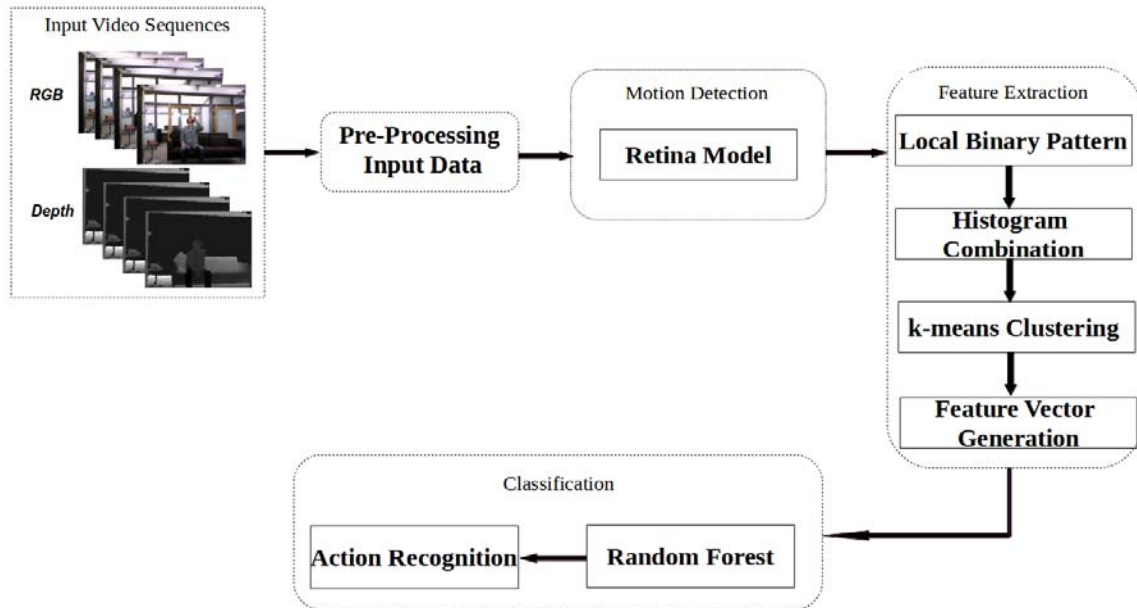 Input Video Sequences
RGB
Depth
Pre-Processing
Input Data
Motion Detection
Retina Model
Feature Extraction
Local Binary Pattern
Histogram
Combination
k-means Clustering
Feature Vector
Generation
Classification
Action Recognition
Random Forest